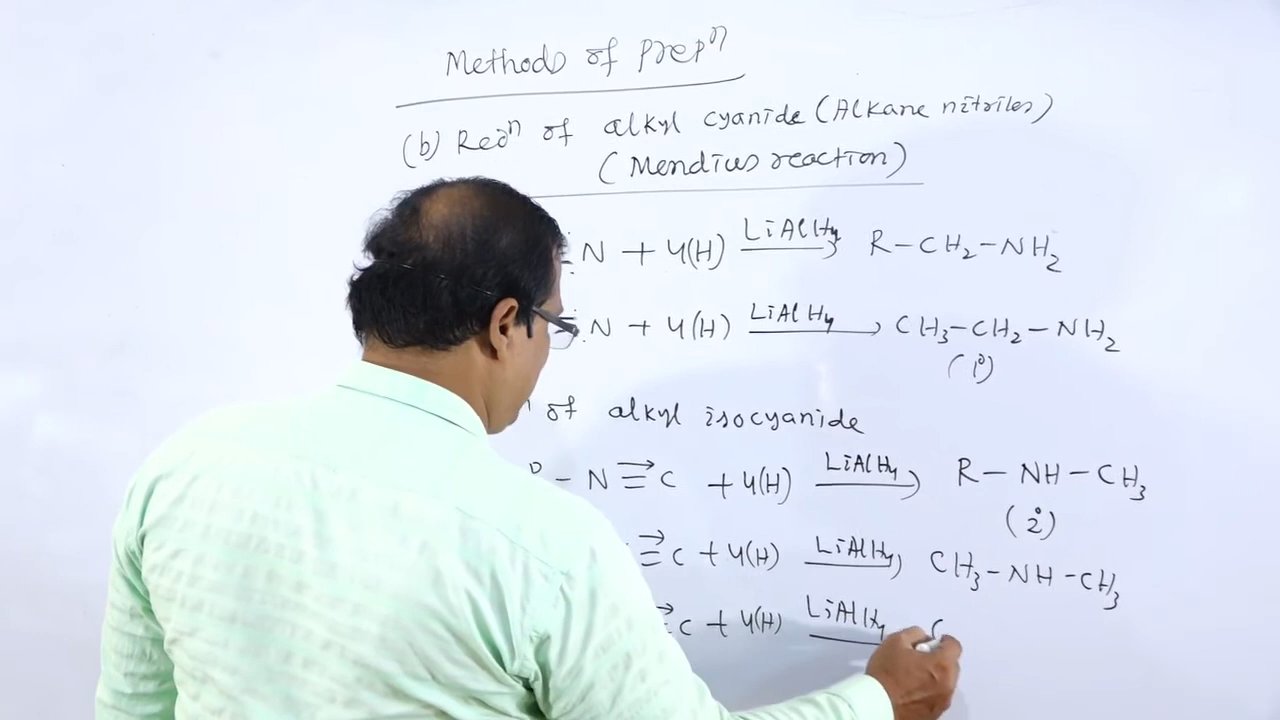 Methods of prepⁿ
(b) Redⁿ of alkyl cyanide (Alkane nitriles)
(Mendius reaction)
≡N + 4(H) LiAlH₄ → R-CH₂-NH₂
≡N + 4(H) LiAlH₄ → CH₃-CH₂-NH₂
(1°)
of alkyl isocyanide
- N ≡ C + 4(H) LiAlH₄ → R-NH-CH₃
(2°)
≡C + 4(H) LiAlH₄ → CH₃-NH-CH₃
≡C + 4(H) LiAlH₄